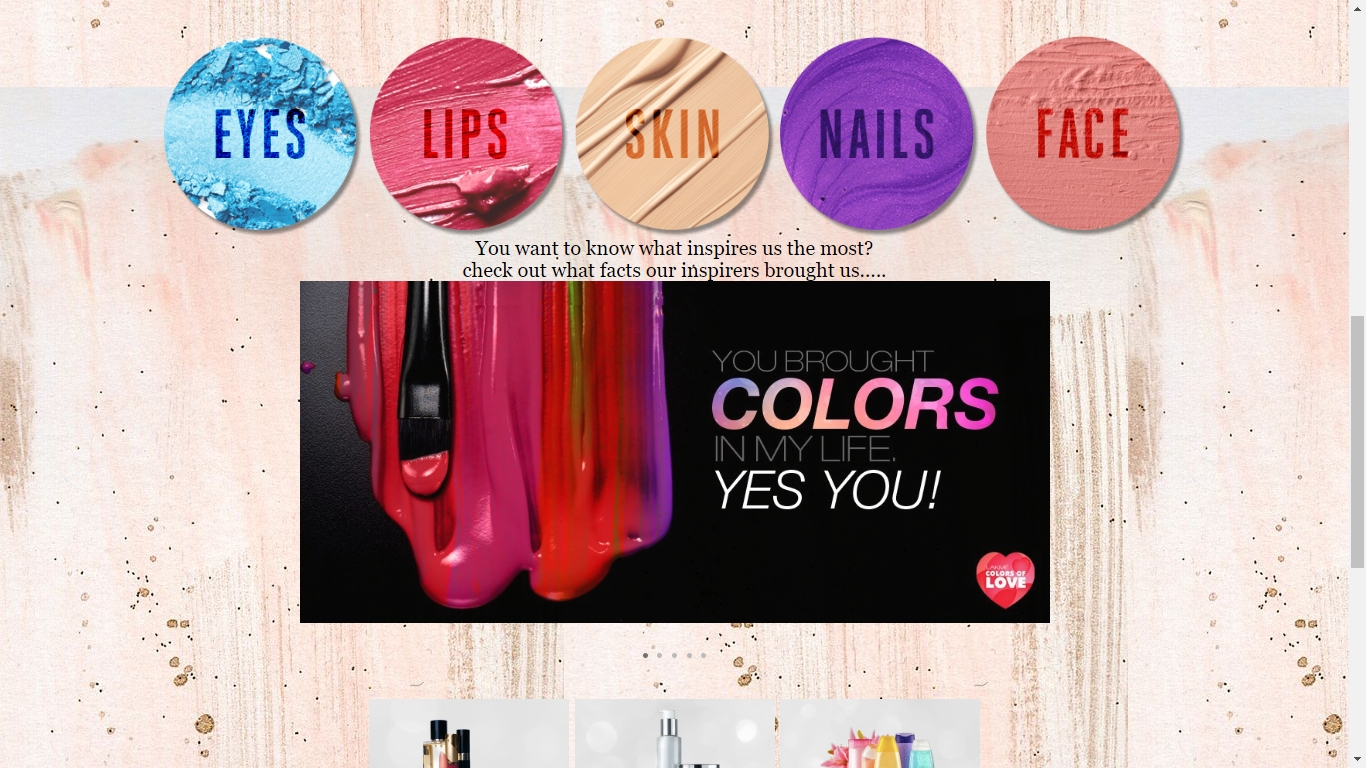 EYES
LIPS
SKIN
NAILS
FACE
You want to know what inspires us the most?
check out what facts our inspirers brought us.....
YOU BROUGHT
COLORS
IN MY LIFE.
YES YOU!
LAKMÉ
COLORS OF
LOVE